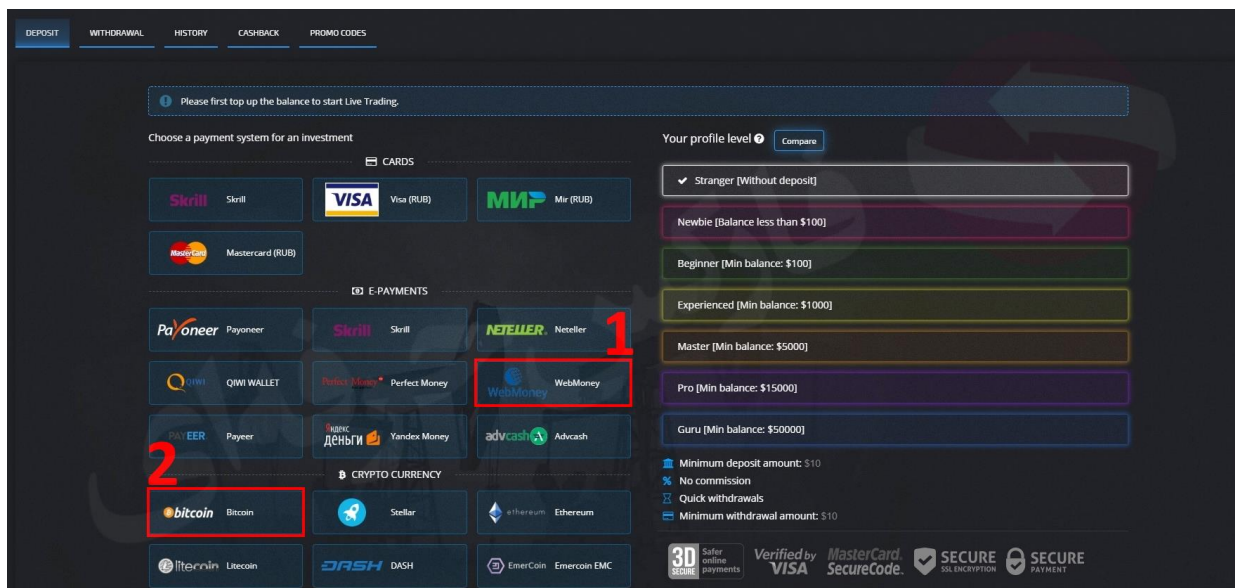 DEPOSIT WITHDRAWAL HISTORY CASHBACK PROMO CODES
Please first top up the balance to start Live Trading.
Choose a payment system for an investment
CARDS
Skrill Skrill
VISA Visa (RUB)
МИР Mir (RUB)
MasterCard Mastercard (RUB)
E-PAYMENTS
Payoneer Payoneer
Skrill Skrill
NETELLER Neteller
1
QIWI QIWI WALLET
Perfect Money Perfect Money
WebMoney WebMoney
PAYEER Payeer
Яндекс деньги Yandex Money
advcash Advcash
2
CRYPTO CURRENCY
bitcoin Bitcoin
Stellar
ethereum Ethereum
litecoin Litecoin
DASH DASH
EmerCoin Emercoin EMC
Your profile level Compare
Stranger [Without deposit]
Newbie [Balance less than $100]
Beginner [Min balance: $100]
Experienced [Min balance: $1000]
Master [Min balance: $5000]
Pro [Min balance: $15000]
Guru [Min balance: $50000]
Minimum deposit amount: $10
No commission
Quick withdrawals
Minimum withdrawal amount: $10
3D SECURE Safer online payments
Verified by VISA
MasterCard. SecureCode.
SECURE SSL ENCRYPTION
SECURE PAYMENT